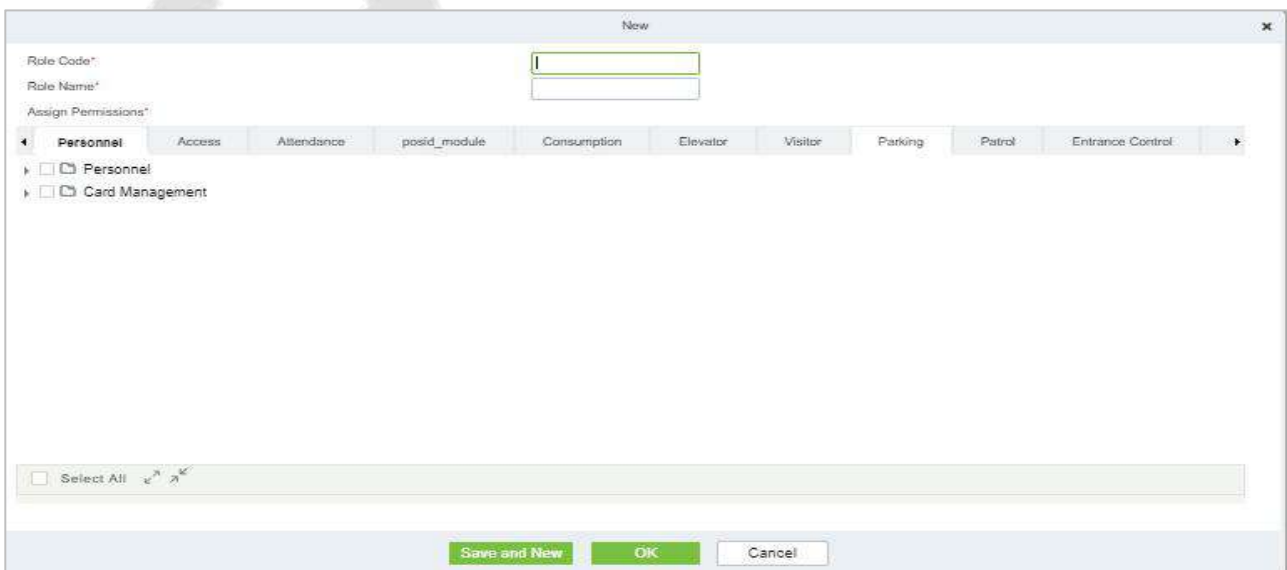 New
Role Code*
Role Name*
Assign Permissions*
Personnel Access Attendance posid_module Consumption Elevator Visitor Parking Patrol Entrance Control
Personnel
Card Management
Select All
Save and New OK Cancel